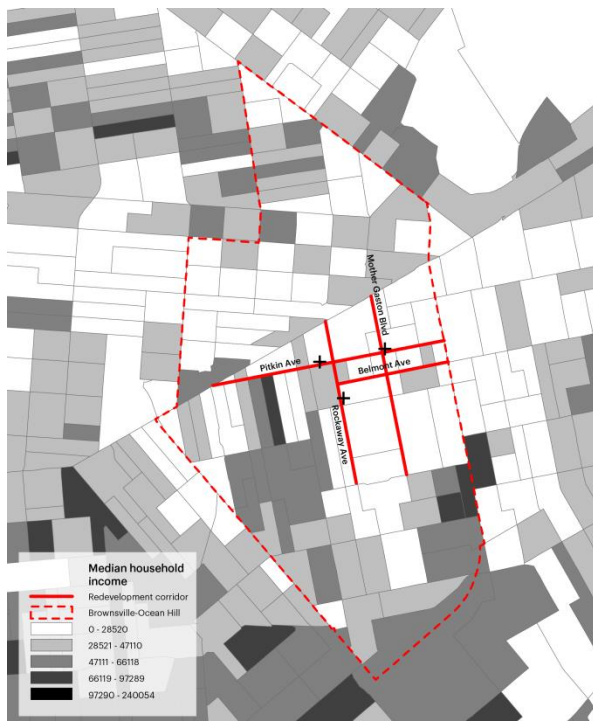 Mother Gaston Blvd
Pitkin Ave
Belmont Ave
Rockaway Ave
Median household
income
Redevelopment corridor
Brownsville-Ocean Hill
0 - 28520
28521 - 47110
47111 - 66118
66119 - 97289
97290 - 240054